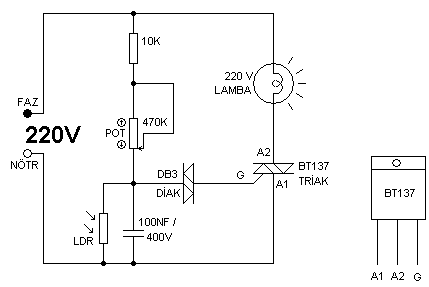 10K
220 V
LAMBA
FAZ
470K
POT
220V
NÖTR
A2
DB3
BT137
G
A1
TRİAK
DİAK
BT137
100NF /
400V
LDR
A1 A2 G